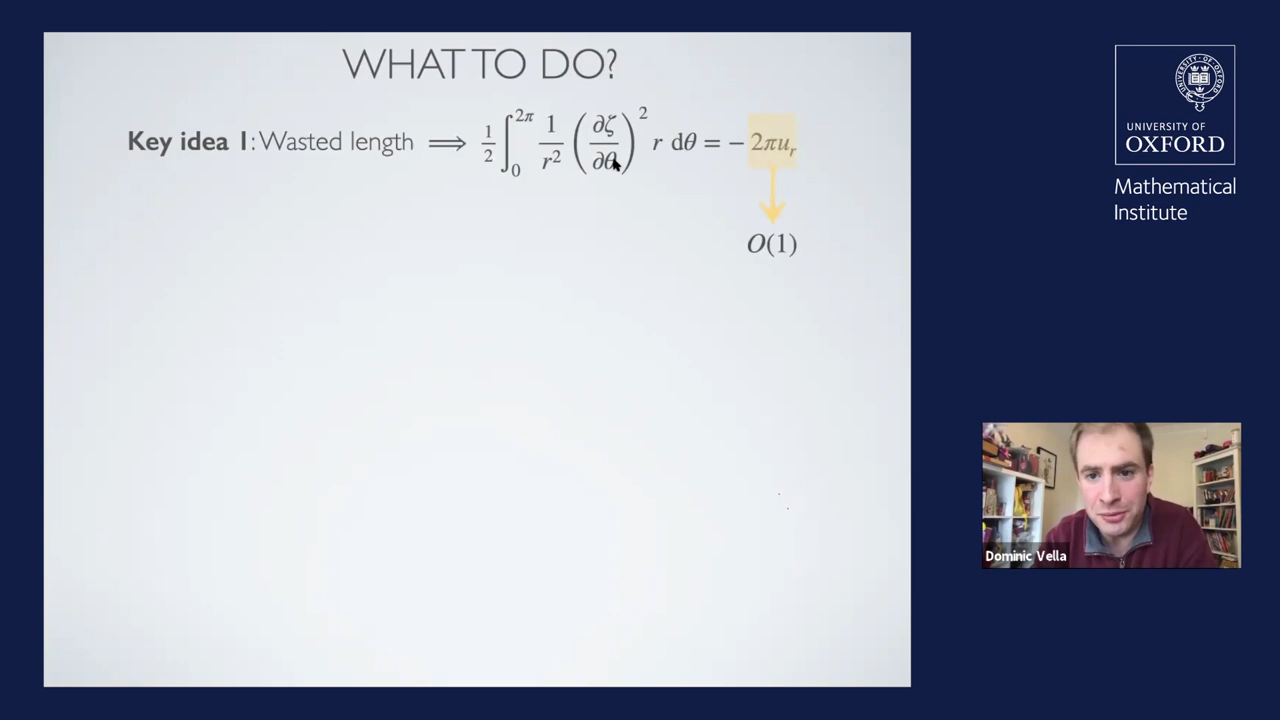 WHAT TO DO?
Key idea 1: Wasted length ⟹ 1/2 ∫₀^{2π} 1/r² (∂ζ/∂θ)² r dθ = − 2πu_r
O(1)
UNIVERSITY OF
OXFORD
Mathematical
Institute
Dominic Vella